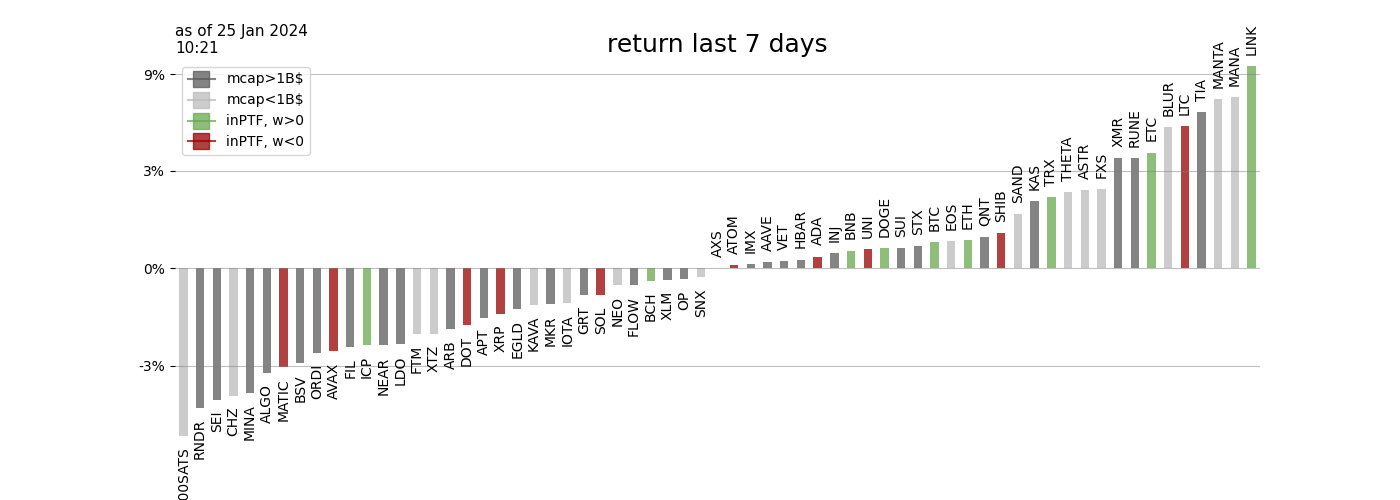 as of 25 Jan 2024
10:21
return last 7 days
mcap>1B$
mcap<1B$
inPTF, w>0
inPTF, w<0
9%
3%
0%
-3%
00SATS
RNDR
SEI
CHZ
MINA
ALGO
MATIC
BSV
ORDI
AVAX
FIL
ICP
NEAR
LDO
FTM
XTZ
ARB
DOT
APT
XRP
EGLD
KAVA
MKR
IOTA
GRT
SOL
NEO
FLOW
BCH
XLM
OP
SNX
AXS
ATOM
IMX
AAVE
VET
HBAR
ADA
INJ
BNB
UNI
DOGE
SUI
STX
BTC
EOS
ETH
QNT
SHIB
SAND
KAS
TRX
THETA
ASTR
FXS
XMR
RUNE
ETC
BLUR
LTC
TIA
MANTA
MANA
LINK